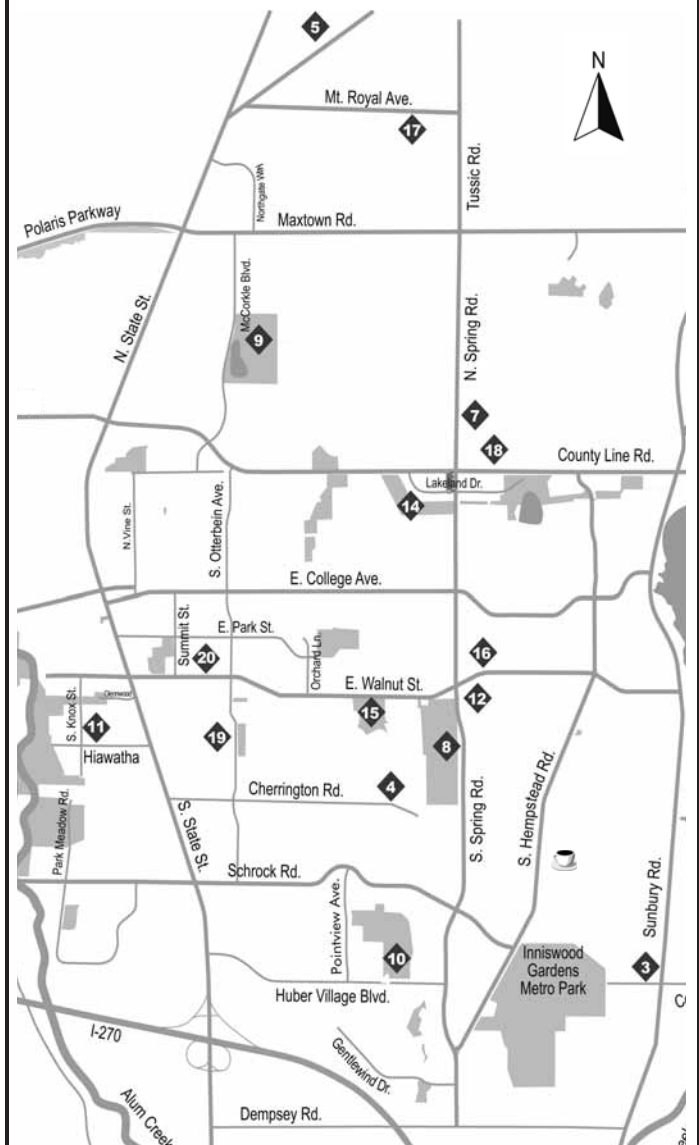 5
N
Mt. Royal Ave.
17
Tussic Rd.
Northgate Way
Polaris Parkway
Maxtown Rd.
McCorkle Blvd.
N. State St.
9
N. Spring Rd.
7
18
County Line Rd.
Lakeland Dr.
14
N.Vine St.
S. Otterbein Ave.
E. College Ave.
Summit St.
E. Park St.
Orchard Ln.
16
20
E. Walnut St.
12
S. Knox St.
Glenwood
11
15
19
8
Hiawatha
4
Cherrington Rd.
S. Spring Rd.
S. Hempstead Rd.
Park Meadow Rd.
S. State St.
Schrock Rd.
Sunbury Rd.
Pointview Ave.
10
Inniswood
Gardens
Metro Park
3
Huber Village Blvd.
I-270
Gentlewind Dr.
Alum Creek
Dempsey Rd.